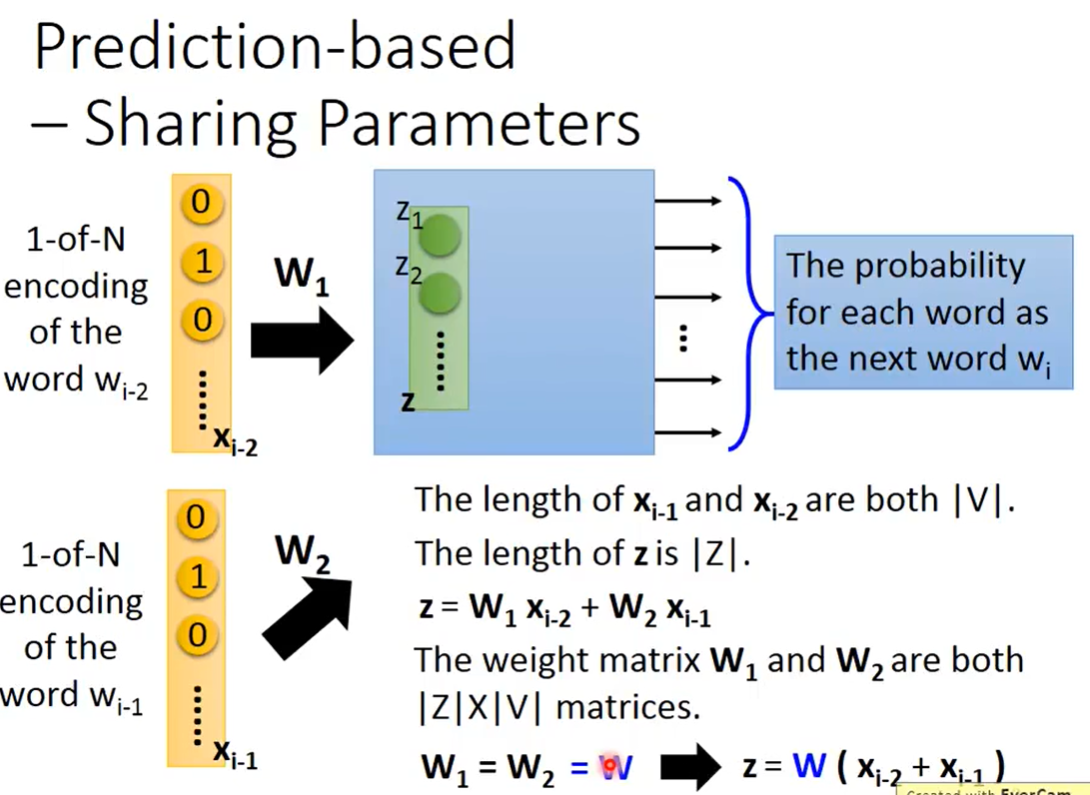 Prediction-based
– Sharing Parameters
1-of-N
encoding
of the
word w_{i-2}
0
1
0
x_{i-2}
W_1
z_1
z_2
z
The probability
for each word as
the next word w_i
1-of-N
encoding
of the
word w_{i-1}
0
1
0
x_{i-1}
W_2
The length of x_{i-1} and x_{i-2} are both |V|.
The length of z is |Z|.
z = W_1 x_{i-2} + W_2 x_{i-1}
The weight matrix W_1 and W_2 are both
|Z|X|V| matrices.
W_1 = W_2 = W
z = W ( x_{i-2} + x_{i-1} )
Created with EverCam